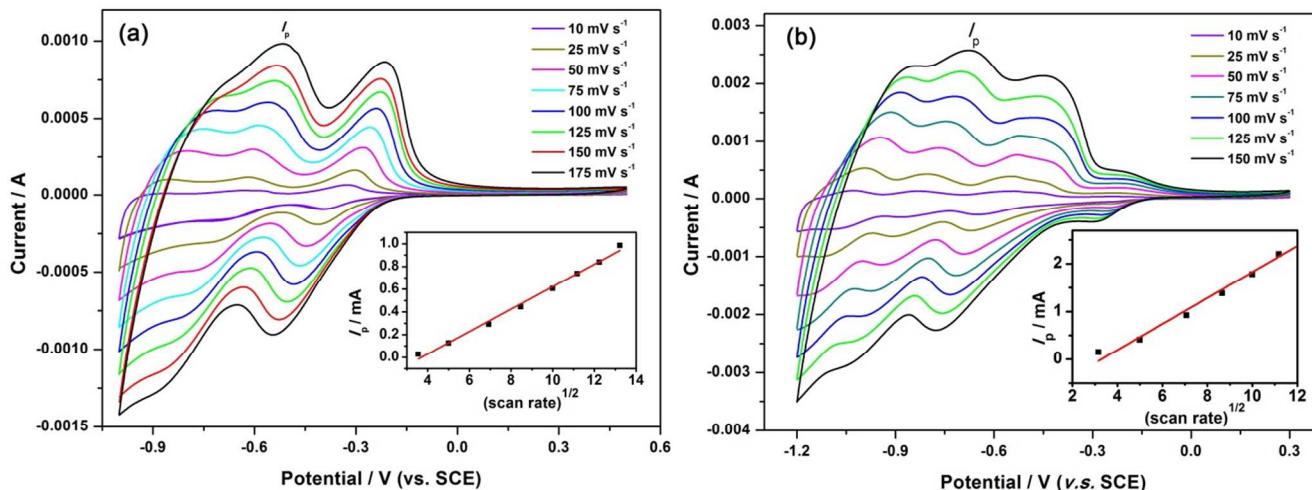 (a)
I_p
10 mV s⁻¹
25 mV s⁻¹
50 mV s⁻¹
75 mV s⁻¹
100 mV s⁻¹
125 mV s⁻¹
150 mV s⁻¹
175 mV s⁻¹
Current / A
0.0010
0.0005
0.0000
-0.0005
-0.0010
-0.0015
-0.9 -0.6 -0.3 0.0 0.3 0.6
Potential / V (vs. SCE)
I_p / mA
1.0
0.8
0.6
0.4
0.2
0.0
4 6 8 10 12 14
(scan rate)^1/2
(b)
I_p
10 mV s⁻¹
25 mV s⁻¹
50 mV s⁻¹
75 mV s⁻¹
100 mV s⁻¹
125 mV s⁻¹
150 mV s⁻¹
Current / A
0.003
0.002
0.001
0.000
-0.001
-0.002
-0.003
-0.004
-1.2 -0.9 -0.6 -0.3 0.0 0.3
Potential / V (v.s. SCE)
I_p / mA
2
1
0
2 4 6 8 10 12
(scan rate)^1/2